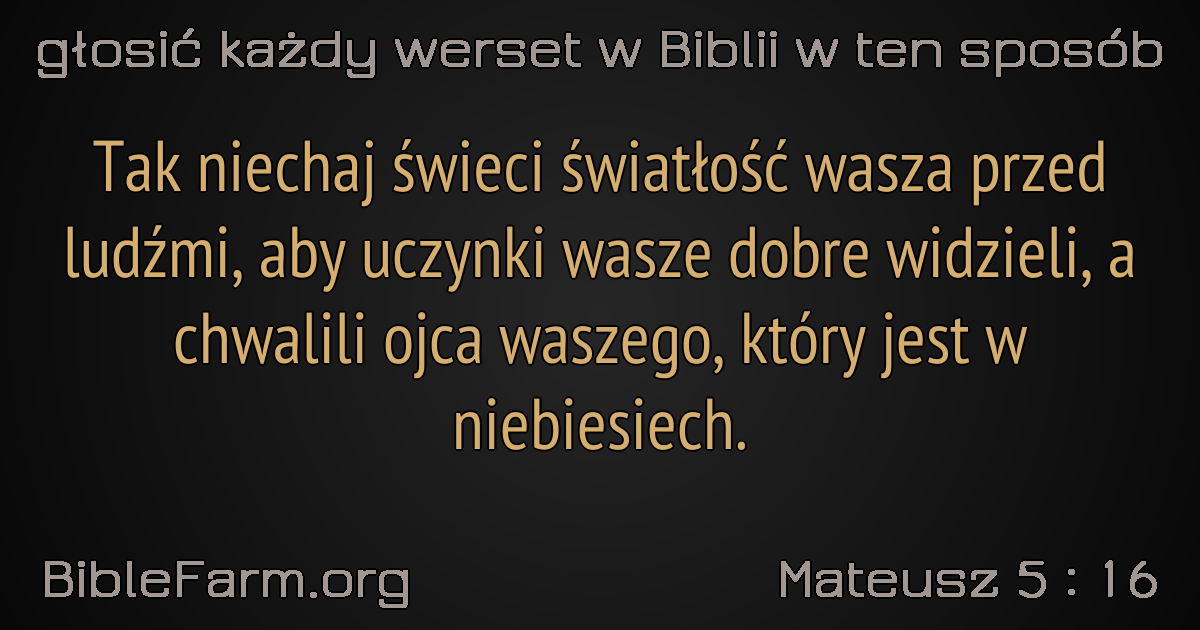 głosić każdy werset w Biblii w ten sposób
Tak niechaj świeci światłość wasza przed
ludźmi, aby uczynki wasze dobre widzieli, a
chwalili ojca waszego, który jest w
niebiesiech.
BibleFarm.org
Mateusz 5 : 16